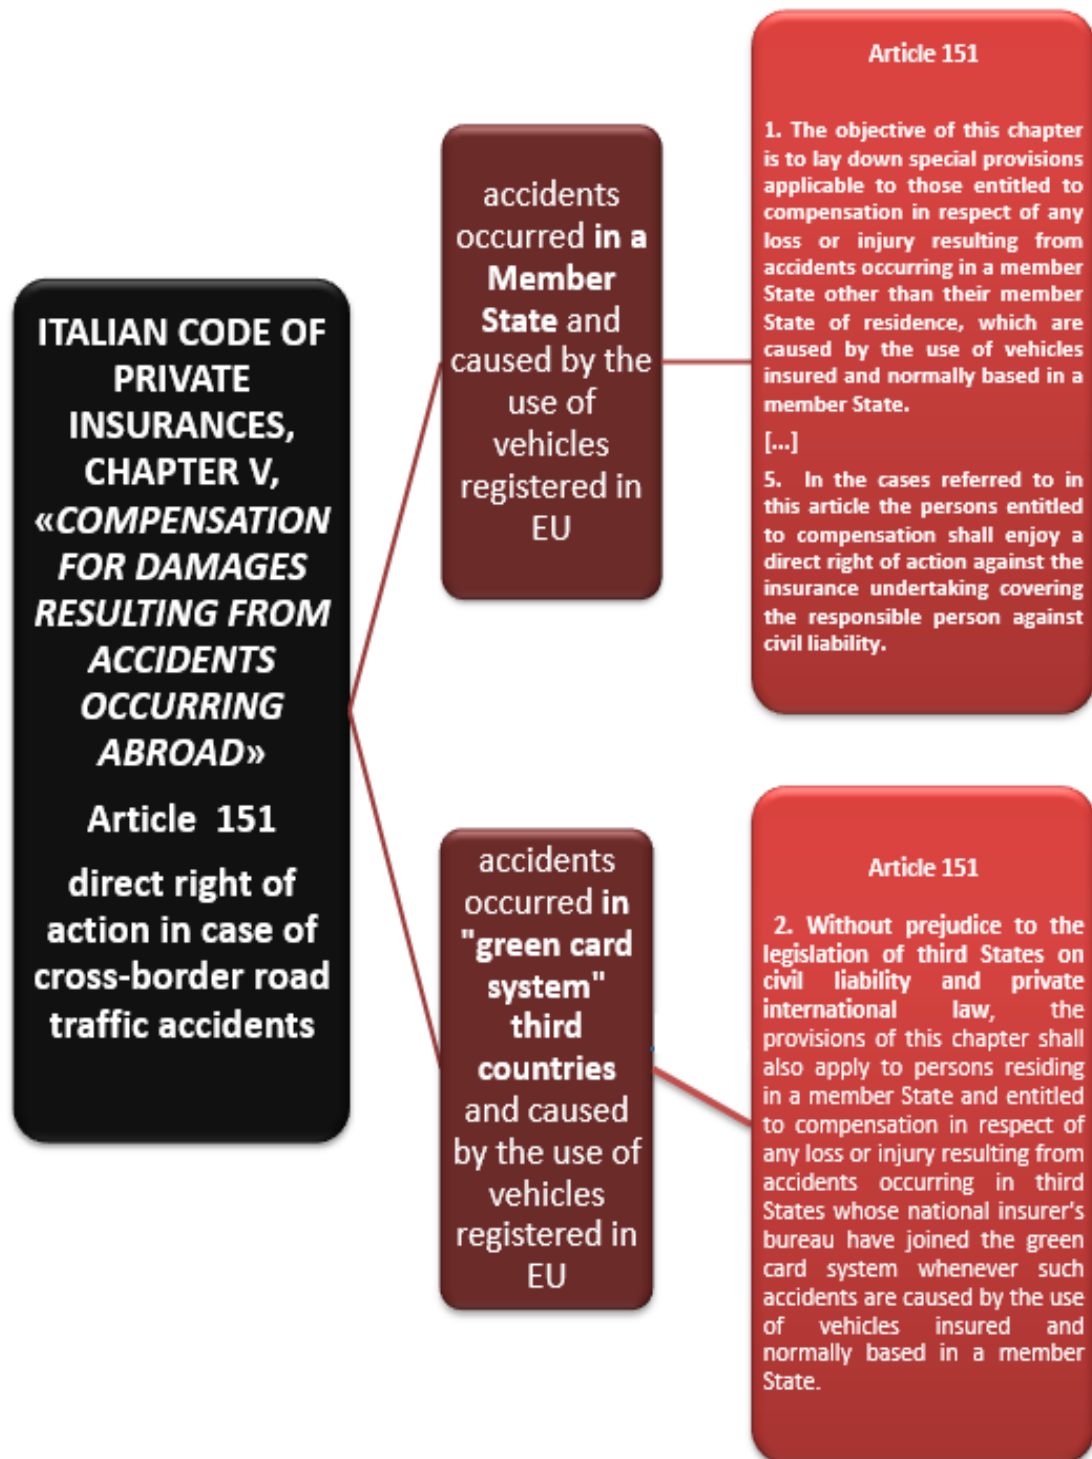 ITALIAN CODE OF
PRIVATE
INSURANCES,
CHAPTER V,
«COMPENSATION
FOR DAMAGES
RESULTING FROM
ACCIDENTS
OCCURRING
ABROAD»
Article 151
direct right of
action in case of
cross-border road
traffic accidents
accidents
occurred in a
Member
State and
caused by the
use of
vehicles
registered in
EU
Article 151
1. The objective of this chapter
is to lay down special provisions
applicable to those entitled to
compensation in respect of any
loss or injury resulting from
accidents occurring in a member
State other than their member
State of residence, which are
caused by the use of vehicles
insured and normally based in a
member State.
[...]
5. In the cases referred to in
this article the persons entitled
to compensation shall enjoy a
direct right of action against the
insurance undertaking covering
the responsible person against
civil liability.
accidents
occurred in
"green card
system"
third
countries
and caused
by the use of
vehicles
registered in
EU
Article 151
2. Without prejudice to the
legislation of third States on
civil liability and private
international law, the
provisions of this chapter shall
also apply to persons residing
in a member State and entitled
to compensation in respect of
any loss or injury resulting from
accidents occurring in third
States whose national insurer's
bureau have joined the green
card system whenever such
accidents are caused by the use
of vehicles insured and
normally based in a member
State.